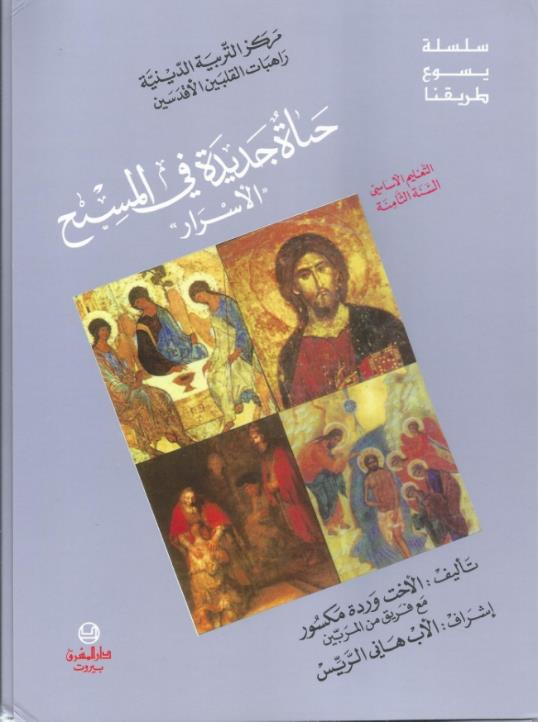 سلسلة
يسوع
طريقنا
مركز التربية الدينية
راهبات القلبين الأقدسين
حياة جديدة في المسيح
"الأسرار"
التعليم الأساسي
السنة الثامنة
تأليف: الأخت وردة مكسور
مع فريق من المربين
إشراف: الأب هاني الريس
دار المشرق
بيروت